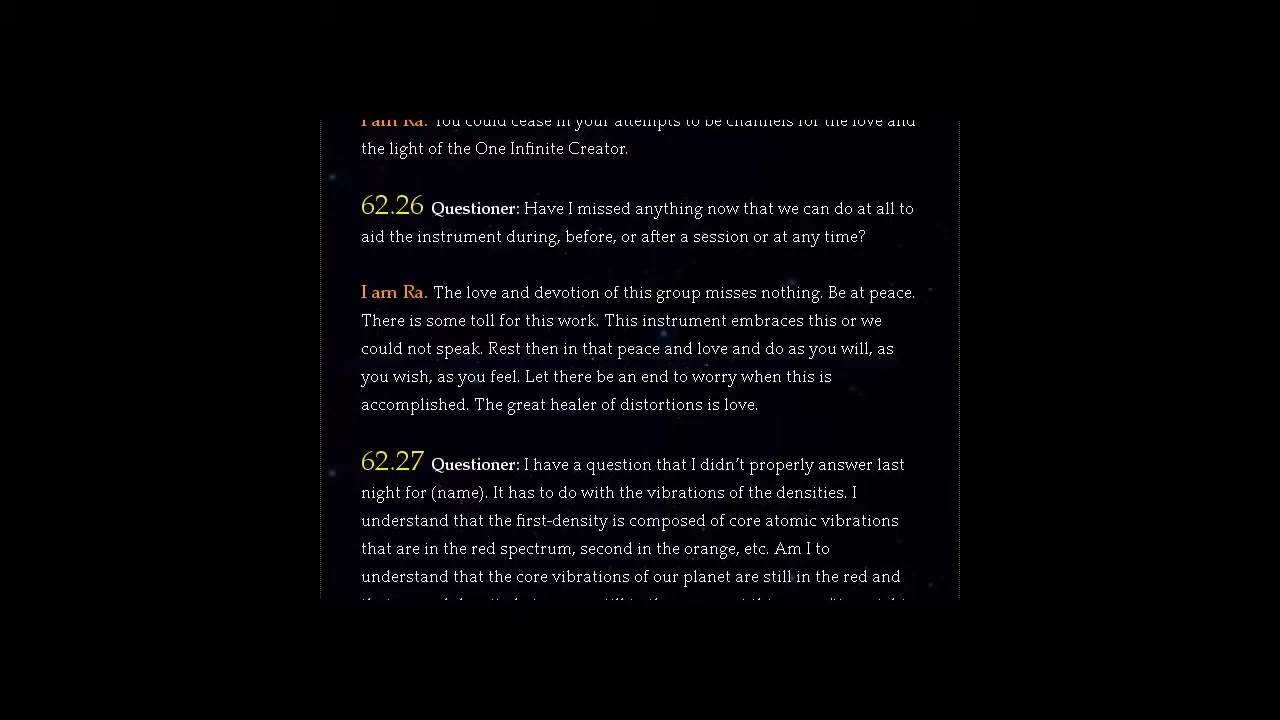 I am Ra. You could cease in your attempts to be channels for the love and
the light of the One Infinite Creator.
62.26 Questioner: Have I missed anything now that we can do at all to
aid the instrument during, before, or after a session or at any time?
I am Ra. The love and devotion of this group misses nothing. Be at peace.
There is some toll for this work. This instrument embraces this or we
could not speak. Rest then in that peace and love and do as you will, as
you wish, as you feel. Let there be an end to worry when this is
accomplished. The great healer of distortions is love.
62.27 Questioner: I have a question that I didn’t properly answer last
night for (name). It has to do with the vibrations of the densities. I
understand that the first-density is composed of core atomic vibrations
that are in the red spectrum, second in the orange, etc. Am I to
understand that the core vibrations of our planet are still in the red and